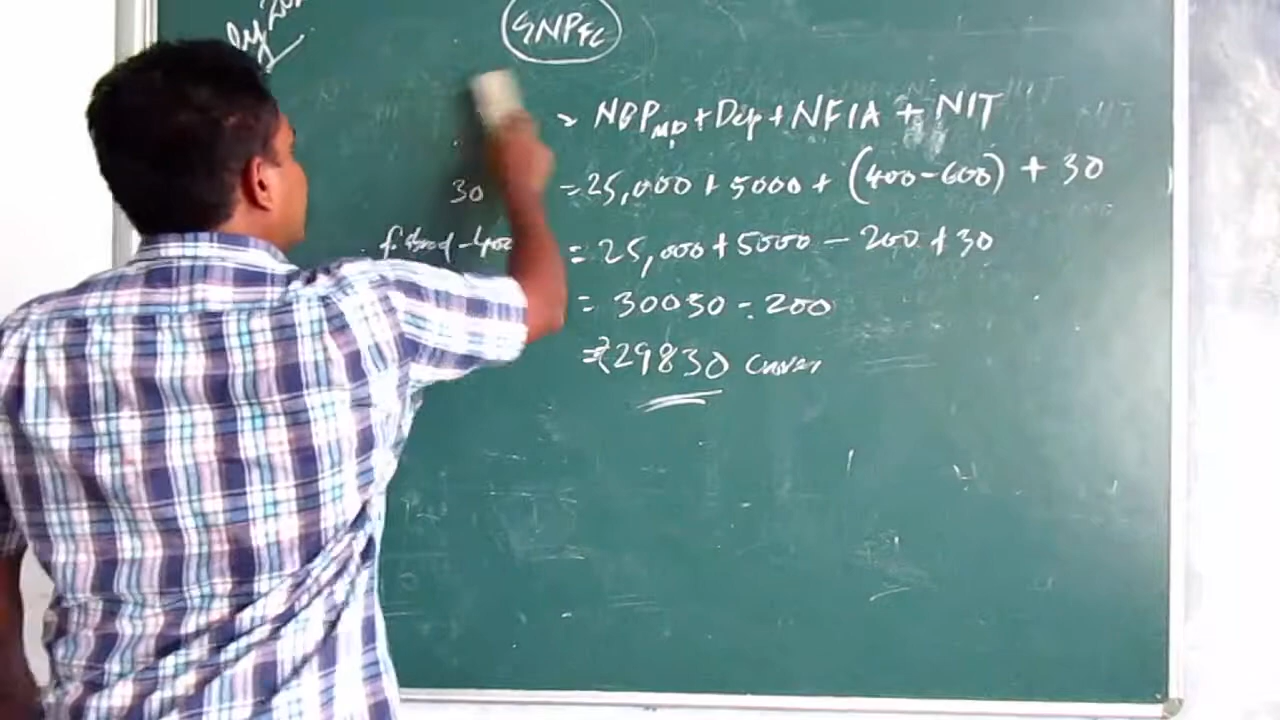 GNPFC
= NDPMP + Dep + NFIA + NIT
30 = 25,000 + 5000 + (400-600) + 30
= 25,000 + 5000 - 200 + 30
= 30030 - 200
= ₹29830 crores